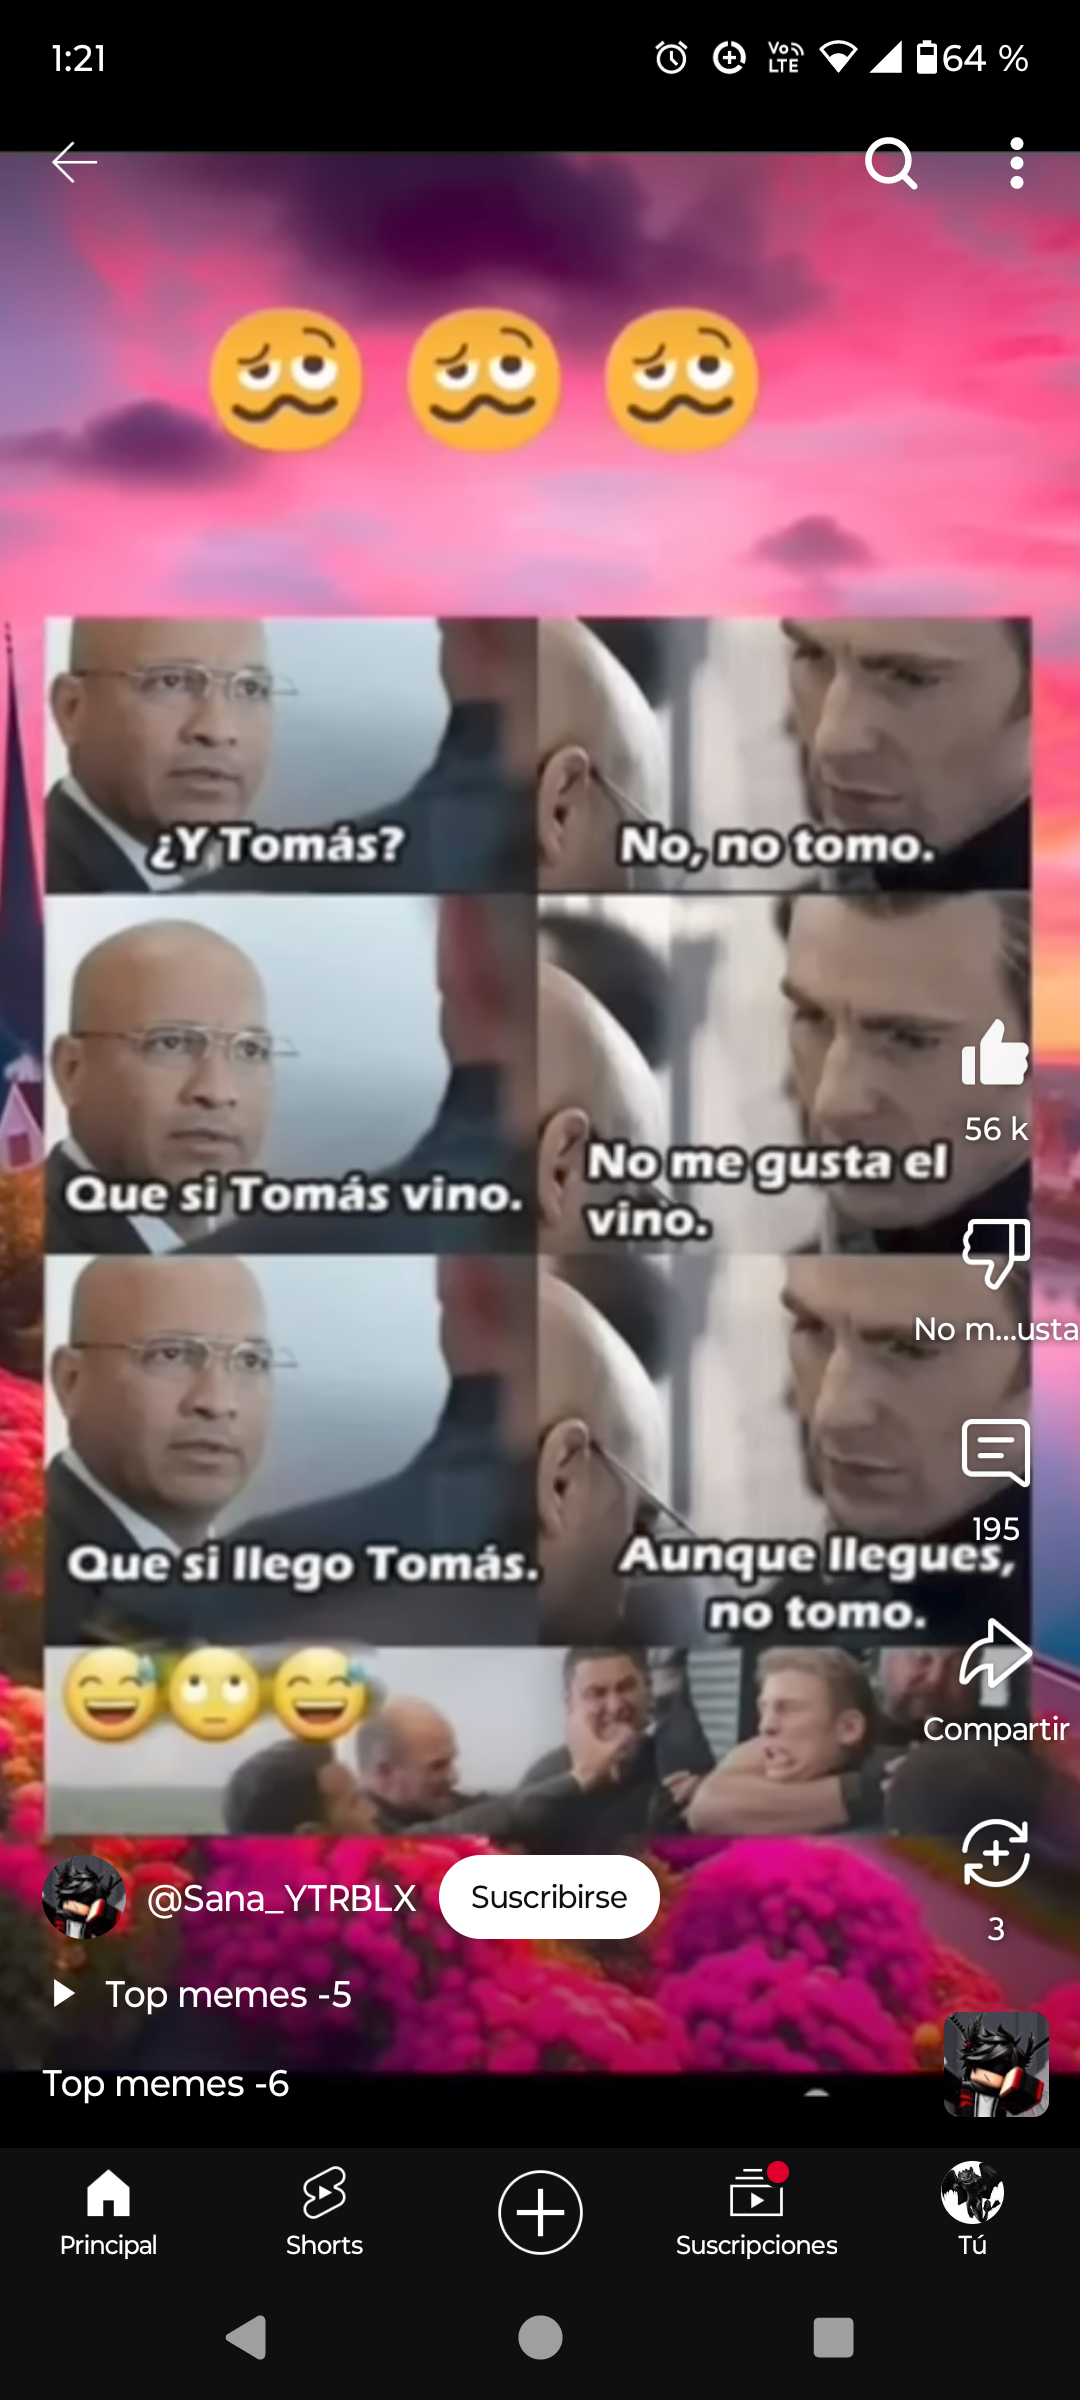 1:21
Vo LTE
64 %
¿Y Tomás?
No, no tomo.
Que si Tomás vino.
No me gusta el
vino.
Que si llego Tomás.
Aunque llegues,
no tomo.
56 k
No m...usta
195
Compartir
3
@Sana_YTRBLX
Suscribirse
Top memes -5
Top memes -6
Principal
Shorts
Suscripciones
Tú